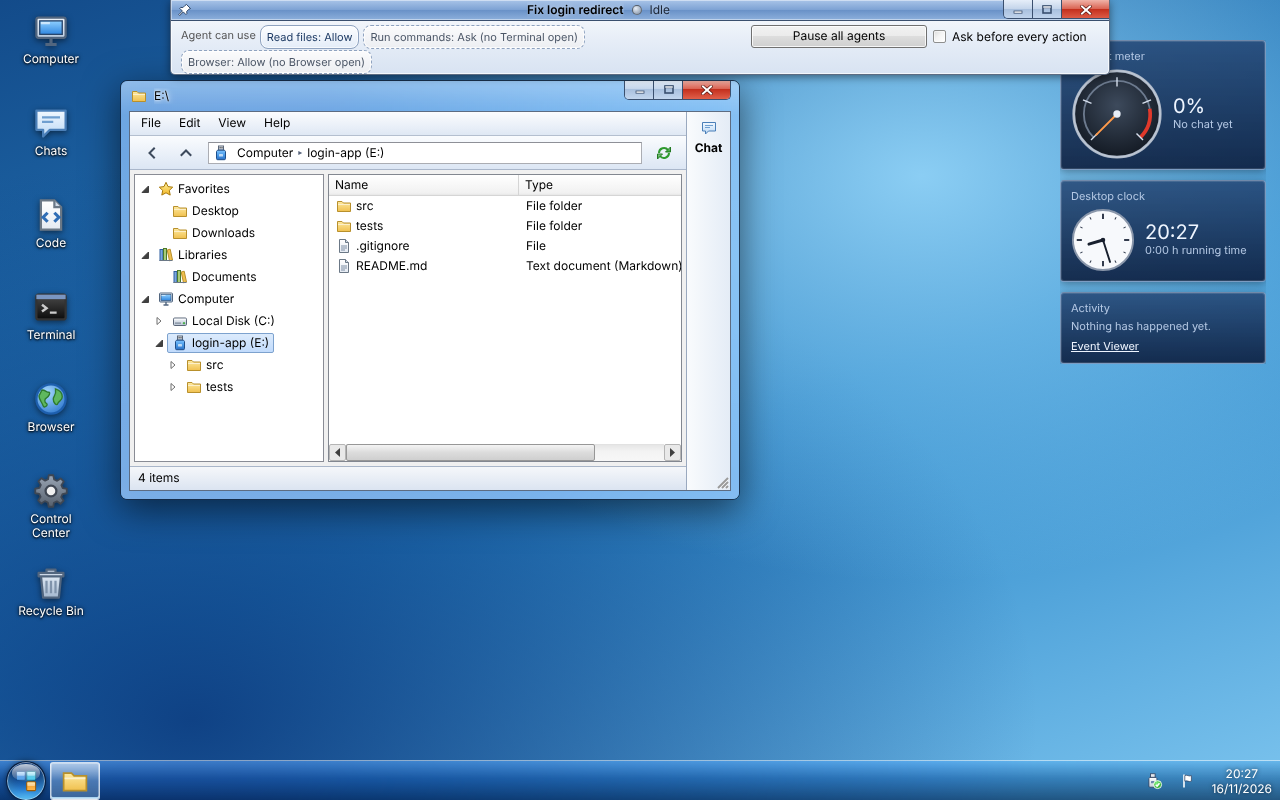 Fix login redirect Idle
Agent can use Read files: Allow Run commands: Ask (no Terminal open)
Browser: Allow (no Browser open)
Pause all agents Ask before every action
Computer
Chats
Code
Terminal
Browser
Control
Center
Recycle Bin
E:\
File Edit View Help
Computer login-app (E:)
Chat
Favorites
Desktop
Downloads
Libraries
Documents
Computer
Local Disk (C:)
login-app (E:)
src
tests
Name Type
src File folder
tests File folder
.gitignore File
README.md Text document (Markdown)
4 items
meter
0%
No chat yet
Desktop clock
20:27
0:00 h running time
Activity
Nothing has happened yet.
Event Viewer
20:27
16/11/2026